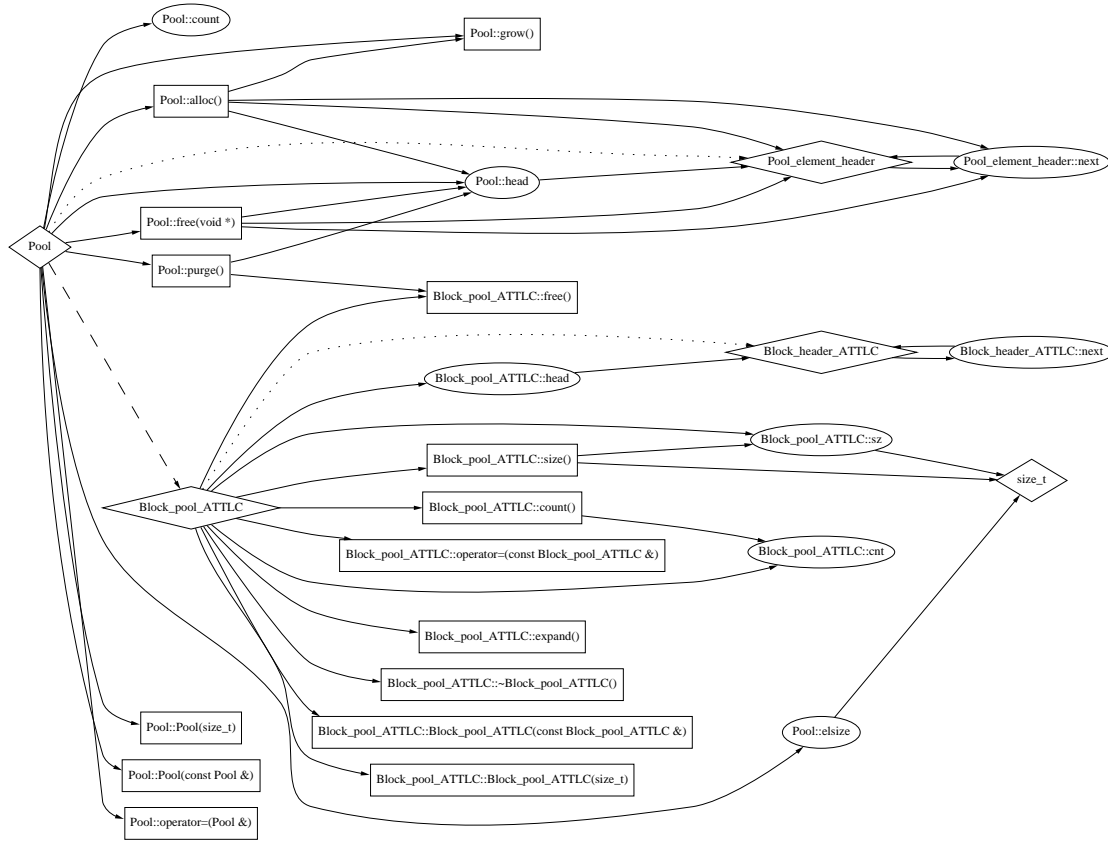 Pool::count
Pool::grow()
Pool::alloc()
Pool_element_header
Pool_element_header::next
Pool::head
Pool::free(void *)
Pool
Pool::purge()
Block_pool_ATTLC::free()
Block_header_ATTLC
Block_header_ATTLC::next
Block_pool_ATTLC::head
Block_pool_ATTLC::sz
Block_pool_ATTLC::size()
size_t
Block_pool_ATTLC
Block_pool_ATTLC::count()
Block_pool_ATTLC::operator=(const Block_pool_ATTLC &)
Block_pool_ATTLC::cnt
Block_pool_ATTLC::expand()
Block_pool_ATTLC::~Block_pool_ATTLC()
Pool::Pool(size_t)
Block_pool_ATTLC::Block_pool_ATTLC(const Block_pool_ATTLC &)
Pool::elsize
Pool::Pool(const Pool &)
Block_pool_ATTLC::Block_pool_ATTLC(size_t)
Pool::operator=(Pool &)